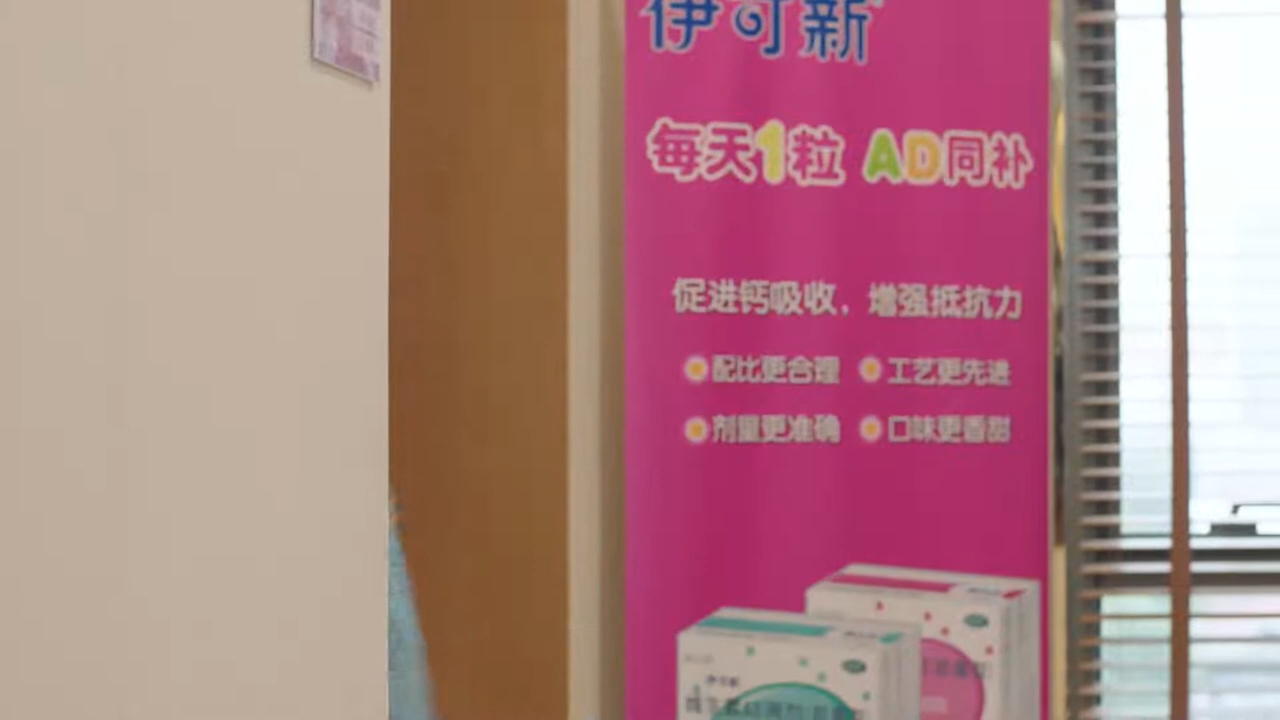 伊可新
每天1粒 AD同补
促进钙吸收，增强抵抗力
配比更合理 工艺更先进
剂量更准确 口味更香甜